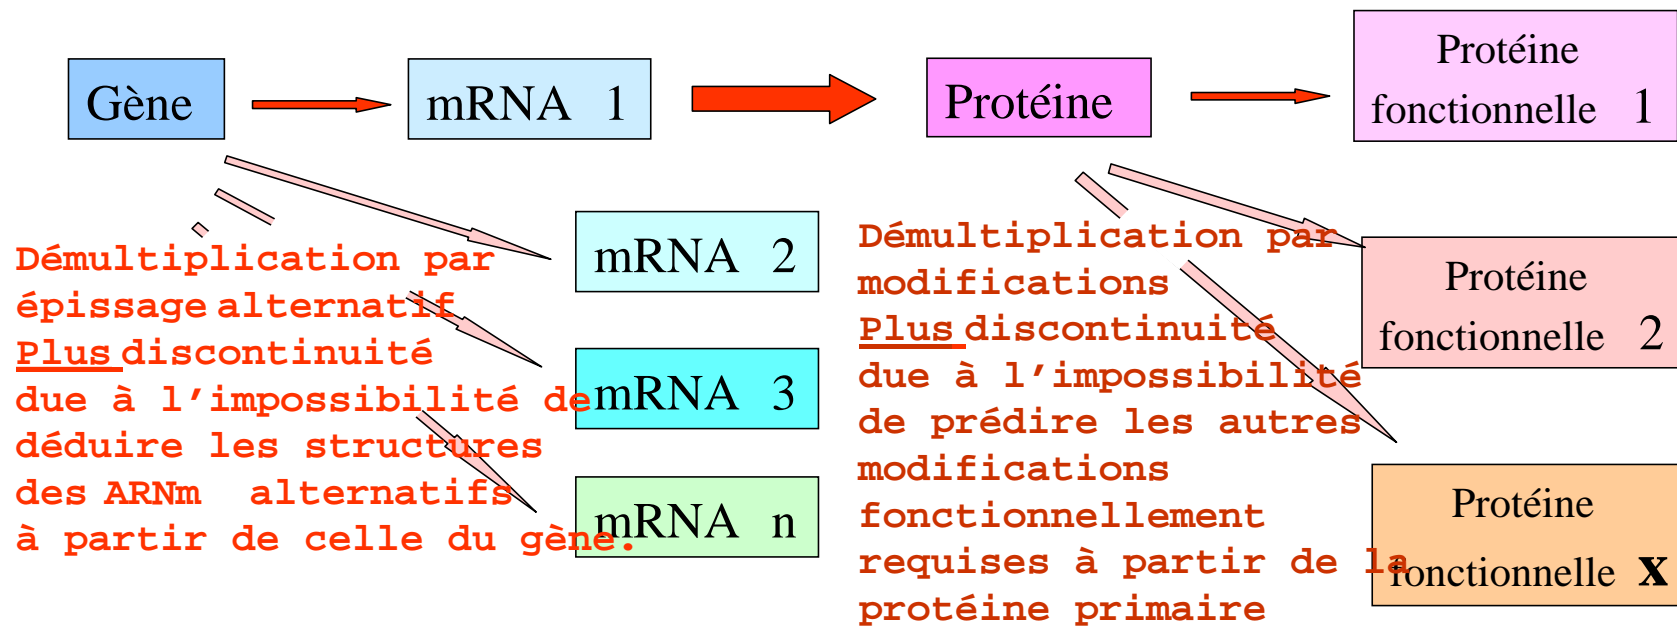 Gène
mRNA 1
Protéine
Protéine
fonctionnelle 1
mRNA 2
mRNA 3
mRNA n
Démultiplication par
épissage alternatif
Plus discontinuité
due à l’impossibilité de
déduire les structures
des ARNm alternatifs
à partir de celle du gène.
Démultiplication par
modifications
Plus discontinuité
due à l’impossibilité
de prédire les autres
modifications
fonctionnellement
requises à partir de la
protéine primaire
Protéine
fonctionnelle 2
Protéine
fonctionnelle x